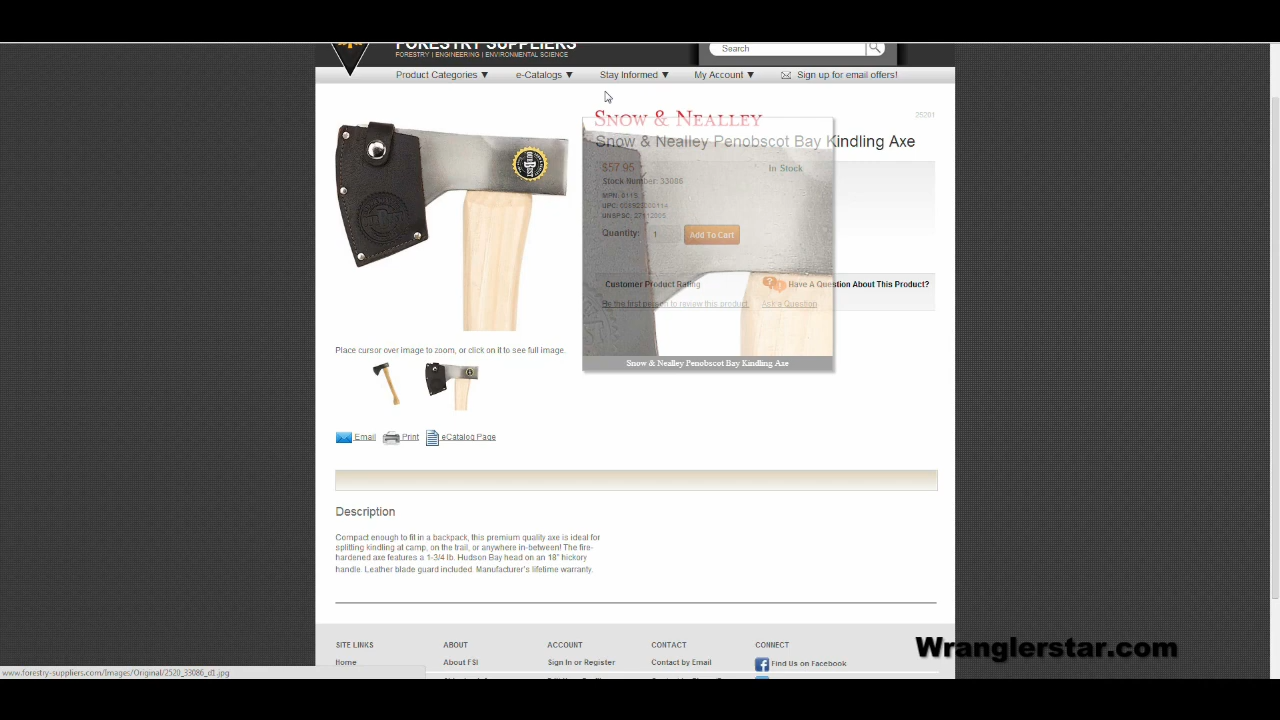 FORESTRY SUPPLIERS
FORESTRY | ENGINEERING | ENVIRONMENTAL SCIENCE
Search
Product Categories ▼
e-Catalogs ▼
Stay Informed ▼
My Account ▼
Sign up for email offers!
SNOW & NEALLEY
25201
Snow & Nealley Penobscot Bay Kindling Axe
$57.95
In Stock
Stock Number: 33086
Quantity: 1
Add To Cart
Customer Product Rating
Have A Question About This Product?
Be the first person to review this product.
Ask a Question
Snow & Nealley Penobscot Bay Kindling Axe
Place cursor over image to zoom, or click on it to see full image.
Email
Print
eCatalog Page
Description
Compact enough to fit in a backpack, this premium quality axe is ideal for
splitting kindling at camp, on the trail, or anywhere in-between! The fire-
hardened axe features a 1-3/4 lb. Hudson Bay head on an 18" hickory
handle. Leather blade guard included. Manufacturer's lifetime warranty.
SITE LINKS
ABOUT
ACCOUNT
CONTACT
CONNECT
Home
About FSI
Sign In or Register
Contact by Email
Find Us on Facebook
www.forestry-suppliers.com/Images/Original/2520_33086_d1.jpg
Wranglerstar.com